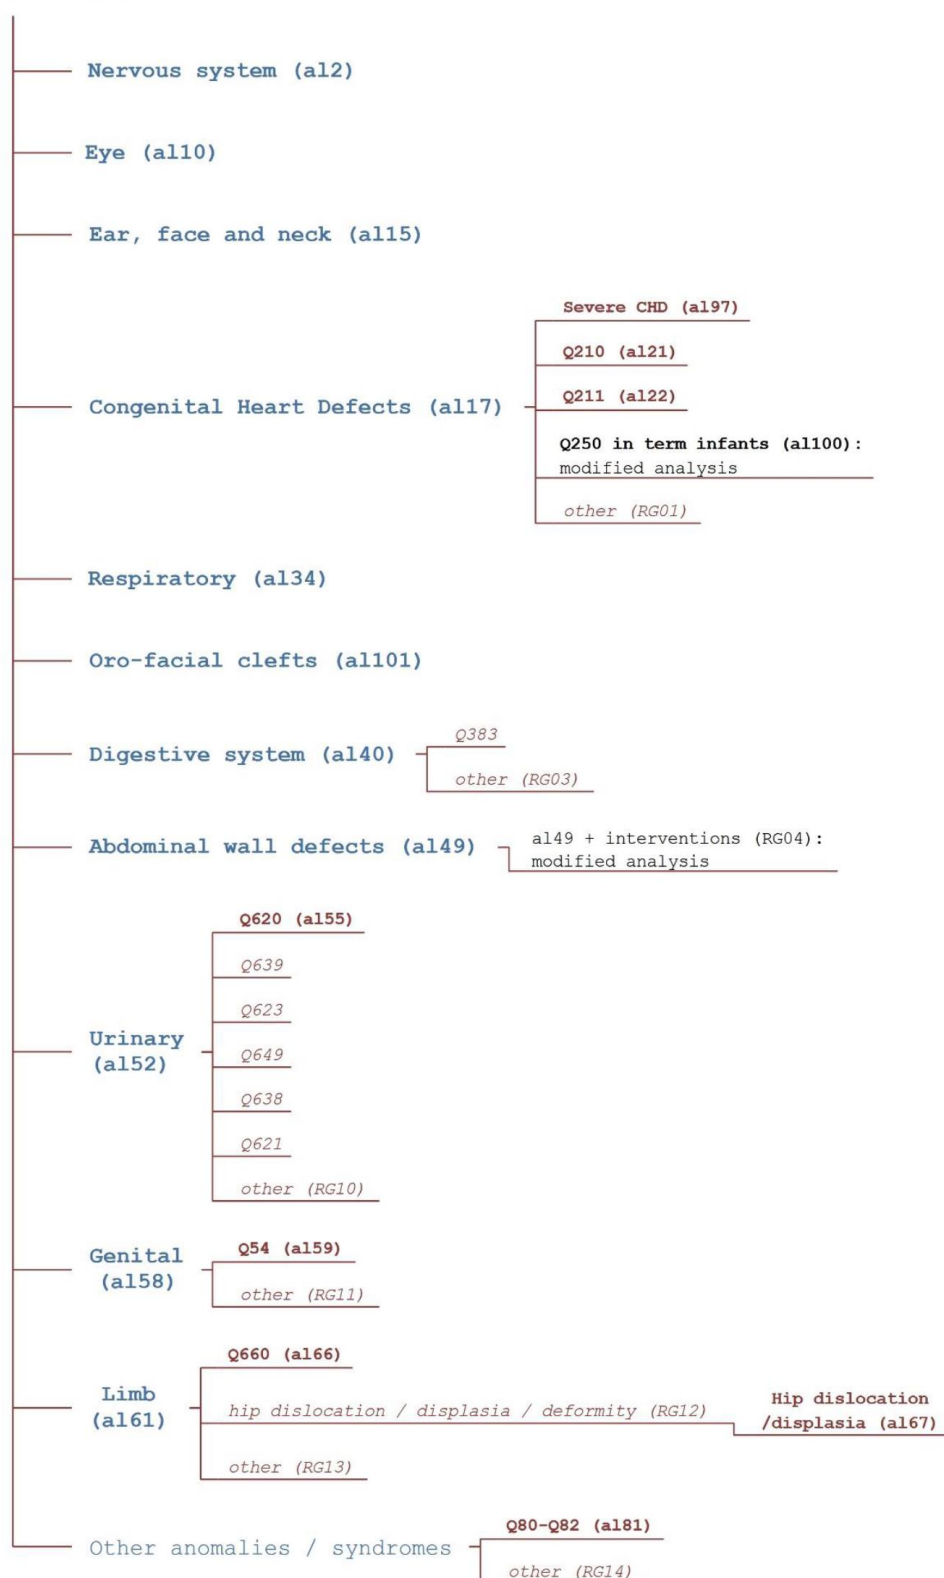 Nervous system (al2)
Eye (al10)
Ear, face and neck (al15)
Congenital Heart Defects (al17)
Severe CHD (al97)
Q210 (al21)
Q211 (al22)
Q250 in term infants (al100):
modified analysis
other (RG01)
Respiratory (al34)
Oro-facial clefts (al101)
Digestive system (al40)
Q383
other (RG03)
Abdominal wall defects (al49)
al49 + interventions (RG04):
modified analysis
Urinary
(al52)
Q620 (al55)
Q639
Q623
Q649
Q638
Q621
other (RG10)
Genital
(al58)
Q54 (al59)
other (RG11)
Limb
(al61)
Q660 (al66)
hip dislocation / displasia / deformity (RG12)
Hip dislocation
/displasia (al67)
other (RG13)
Other anomalies / syndromes
Q80-Q82 (al81)
other (RG14)